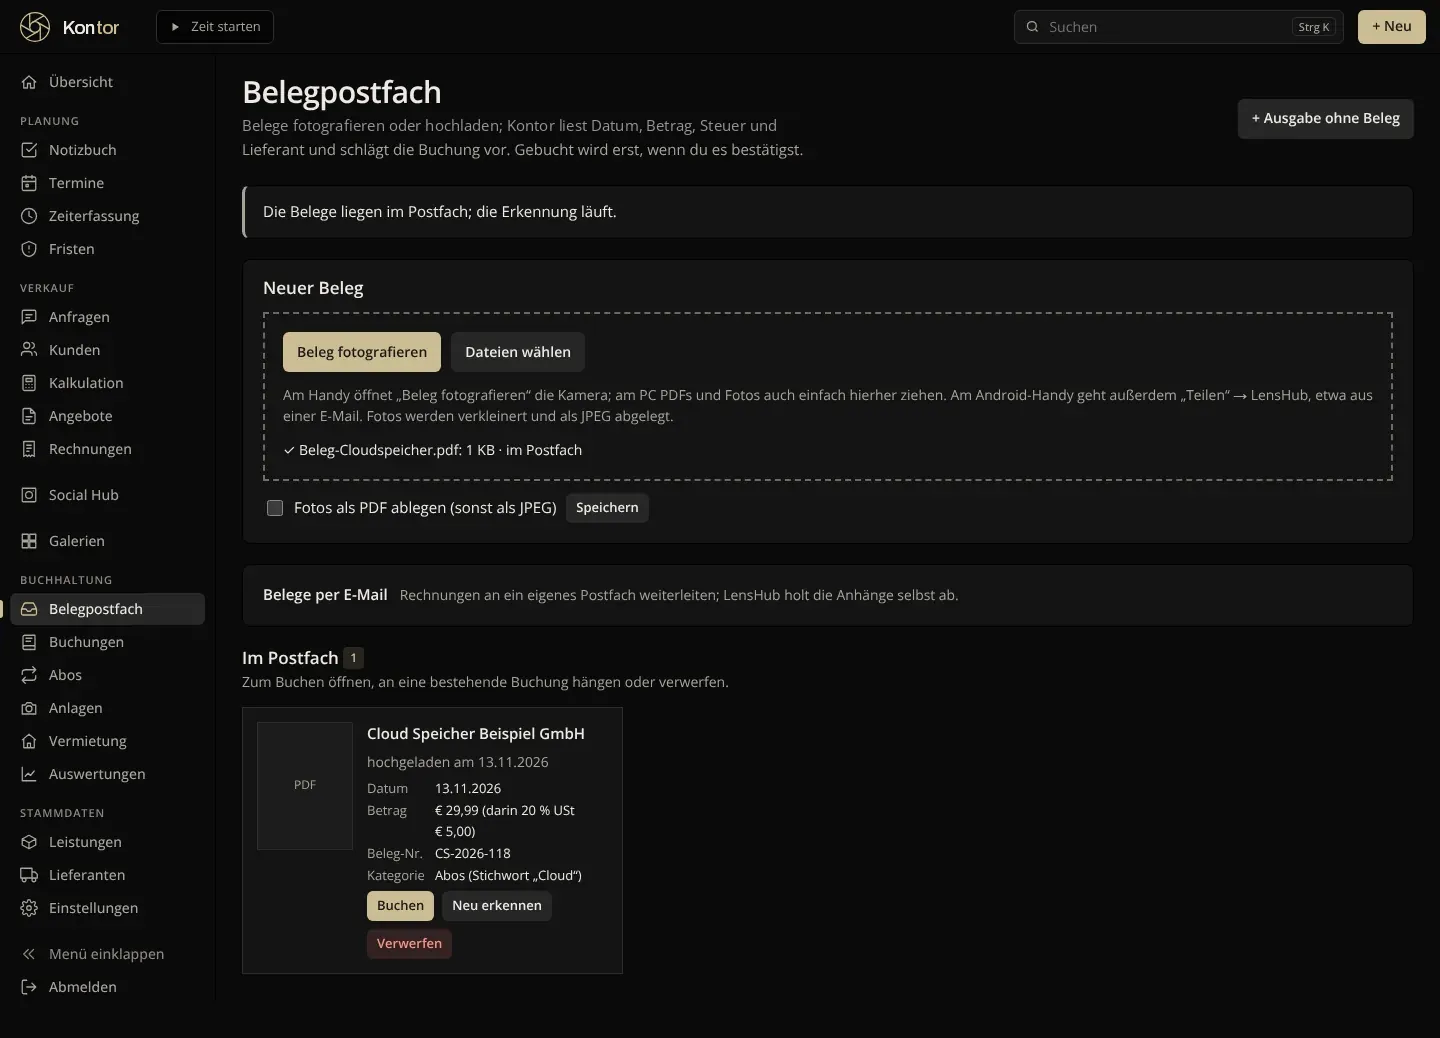 Kontor
Zeit starten
Suchen
Strg K
+ Neu
Übersicht
PLANUNG
Notizbuch
Termine
Zeiterfassung
Fristen
VERKAUF
Anfragen
Kunden
Kalkulation
Angebote
Rechnungen
Social Hub
Galerien
BUCHHALTUNG
Belegpostfach
Buchungen
Abos
Anlagen
Vermietung
Auswertungen
STAMMDATEN
Leistungen
Lieferanten
Einstellungen
Menü einklappen
Abmelden
Belegpostfach
Belege fotografieren oder hochladen; Kontor liest Datum, Betrag, Steuer und
Lieferant und schlägt die Buchung vor. Gebucht wird erst, wenn du es bestätigst.
+ Ausgabe ohne Beleg
Die Belege liegen im Postfach; die Erkennung läuft.
Neuer Beleg
Beleg fotografieren
Dateien wählen
Am Handy öffnet „Beleg fotografieren“ die Kamera; am PC PDFs und Fotos auch einfach hierher ziehen. Am Android-Handy geht außerdem „Teilen“ → LensHub, etwa aus
einer E-Mail. Fotos werden verkleinert und als JPEG abgelegt.
✓ Beleg-Cloudspeicher.pdf: 1 KB · im Postfach
Fotos als PDF ablegen (sonst als JPEG)
Speichern
Belege per E-Mail Rechnungen an ein eigenes Postfach weiterleiten; LensHub holt die Anhänge selbst ab.
Im Postfach 1
Zum Buchen öffnen, an eine bestehende Buchung hängen oder verwerfen.
PDF
Cloud Speicher Beispiel GmbH
hochgeladen am 13.11.2026
Datum 13.11.2026
Betrag € 29,99 (darin 20 % USt
€ 5,00)
Beleg-Nr. CS-2026-118
Kategorie Abos (Stichwort „Cloud“)
Buchen
Neu erkennen
Verwerfen